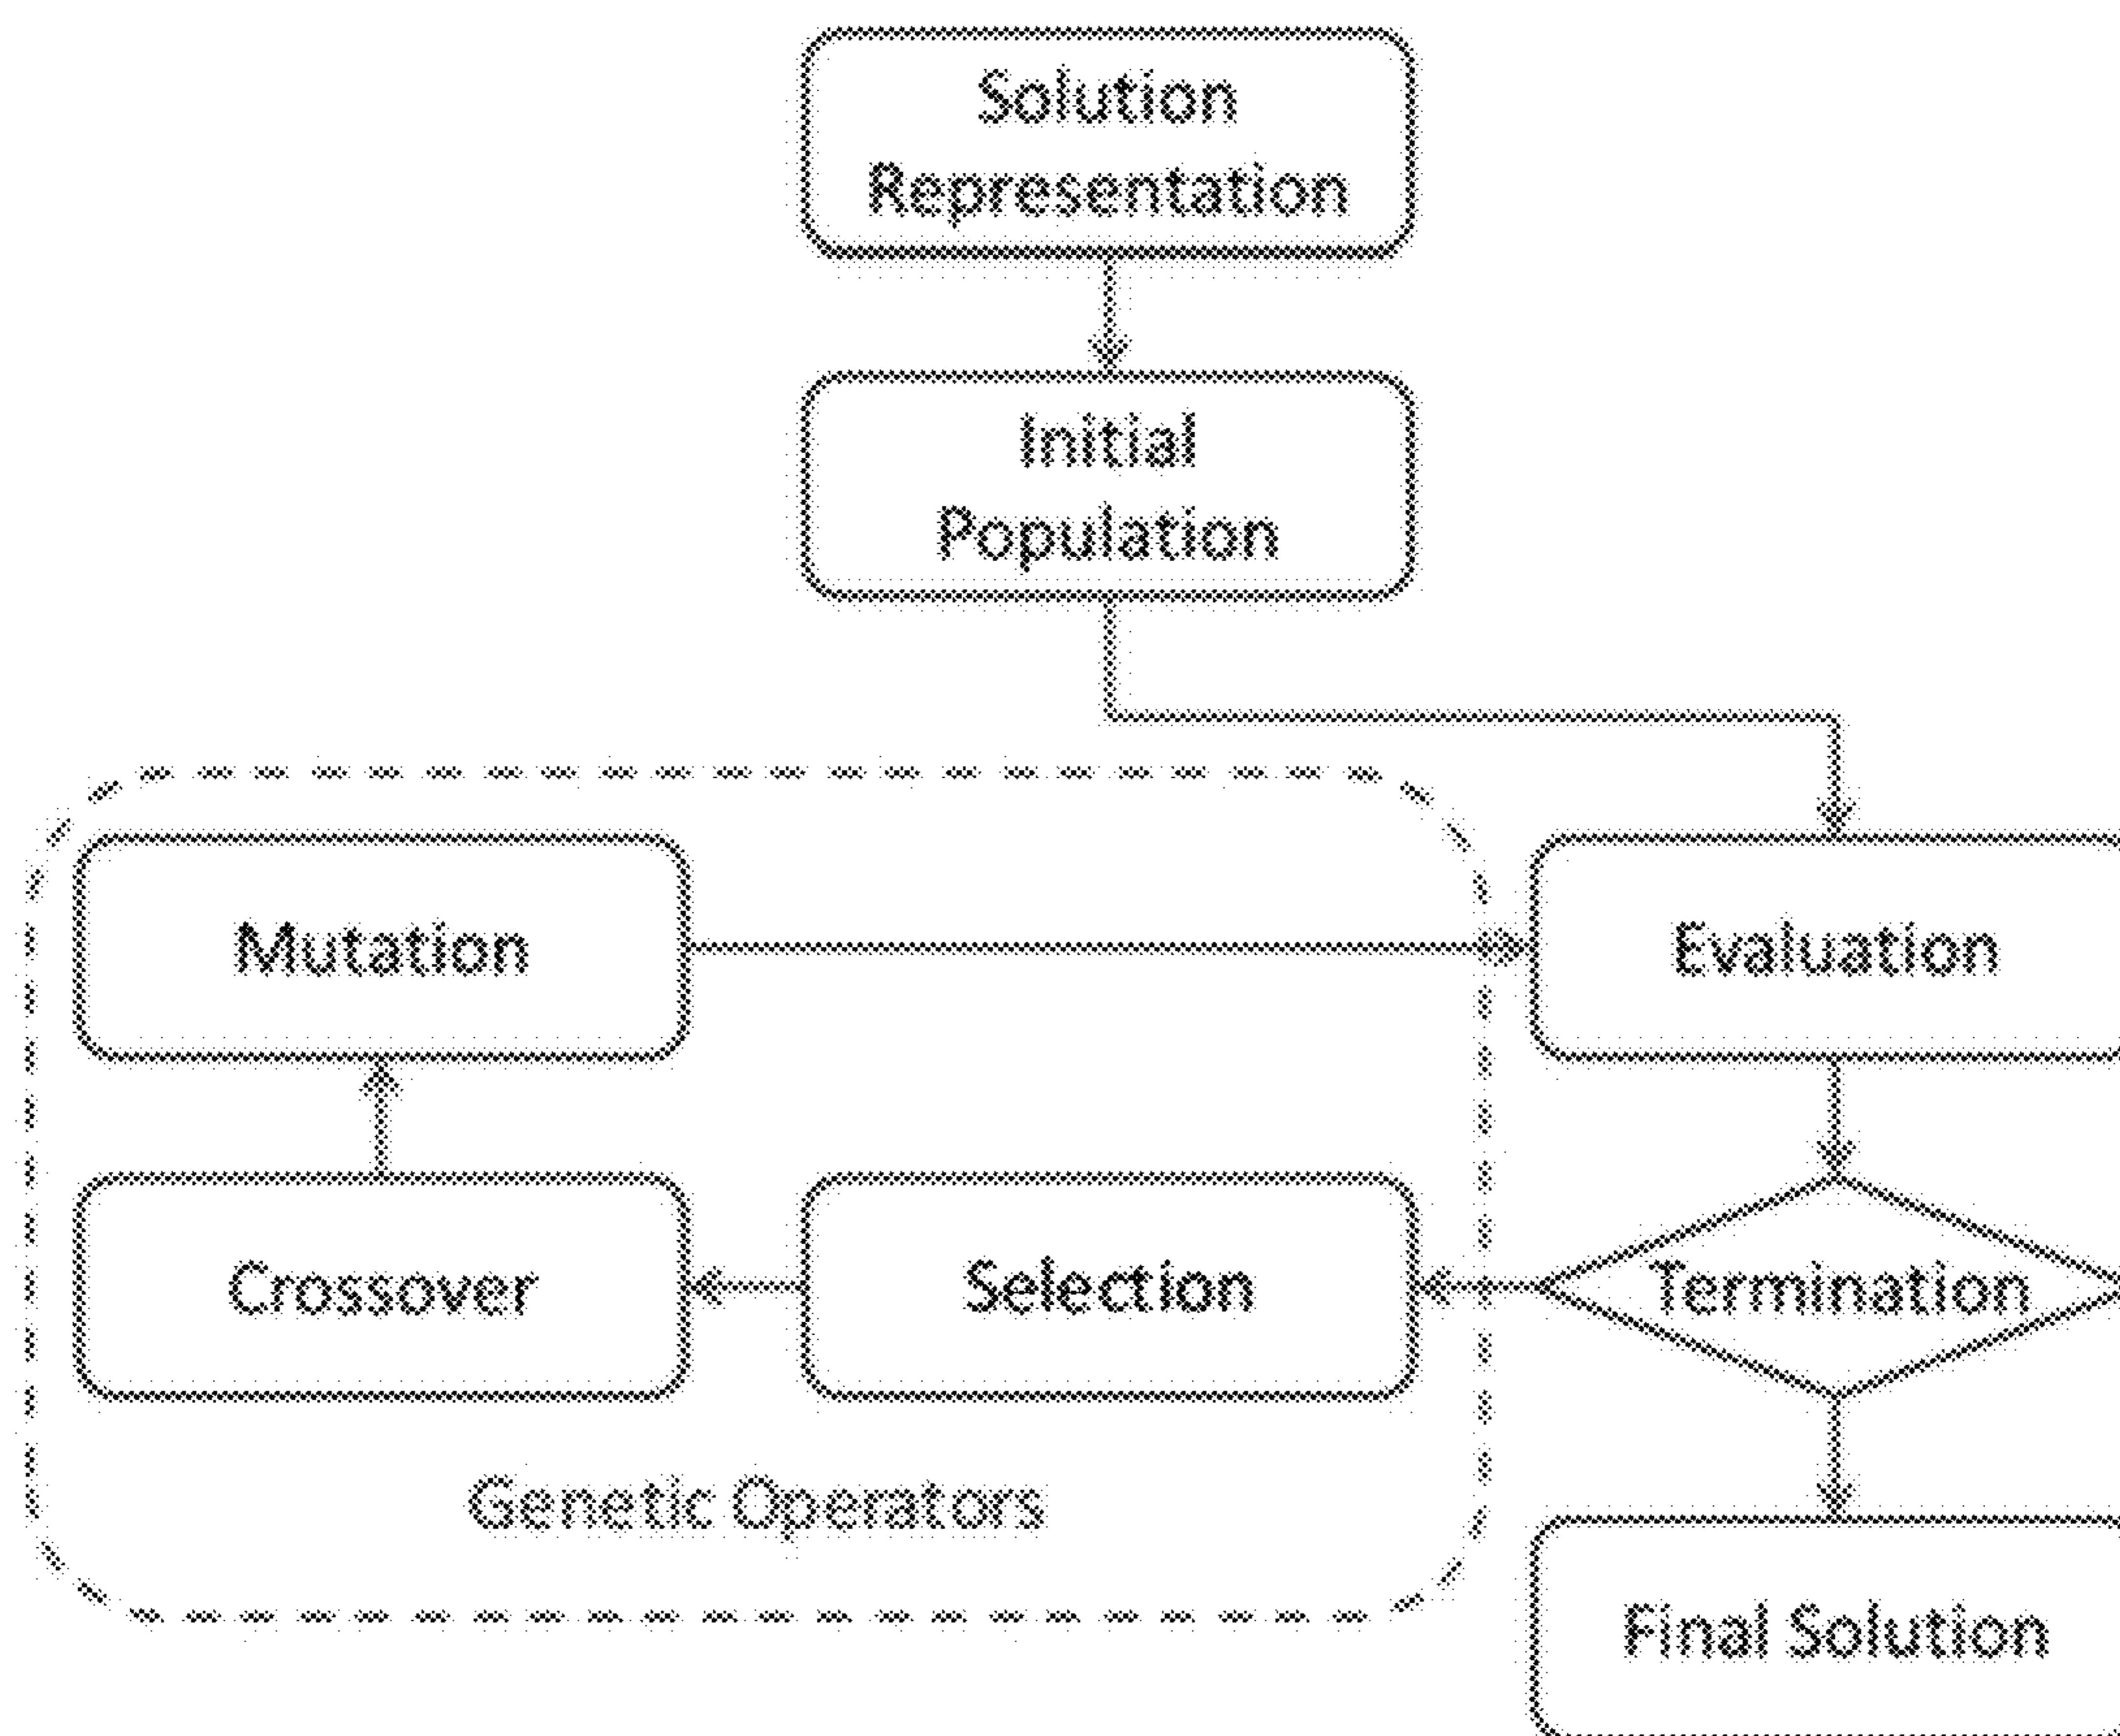 Solution
Representation
Initial
Population
Mutation
Evaluation
Crossover
Selection
Termination
Genetic Operators
Final Solution